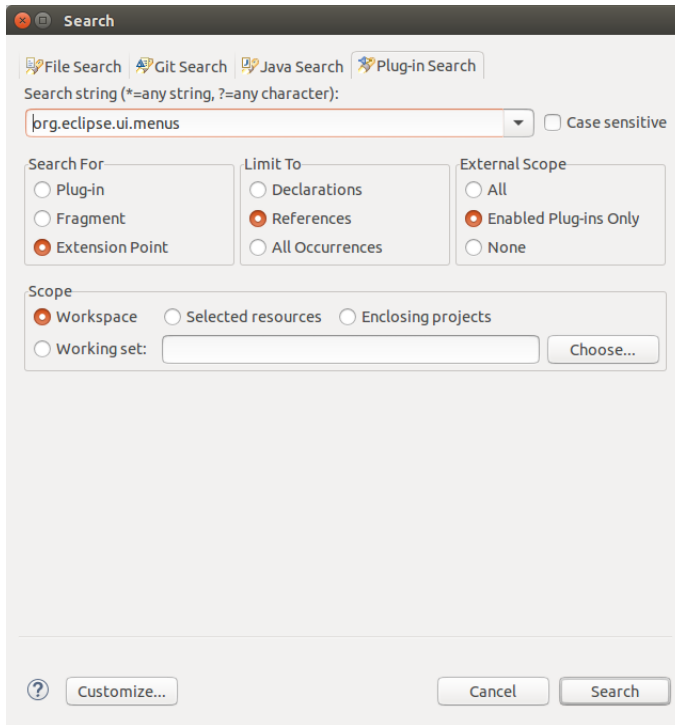 Search
File Search Git Search Java Search Plug-in Search
Search string (*=any string, ?=any character):
org.eclipse.ui.menus Case sensitive
Search For Limit To External Scope
Plug-in Declarations All
Fragment References Enabled Plug-ins Only
Extension Point All Occurrences None
Scope
Workspace Selected resources Enclosing projects
Working set: Choose...
? Customize... Cancel Search